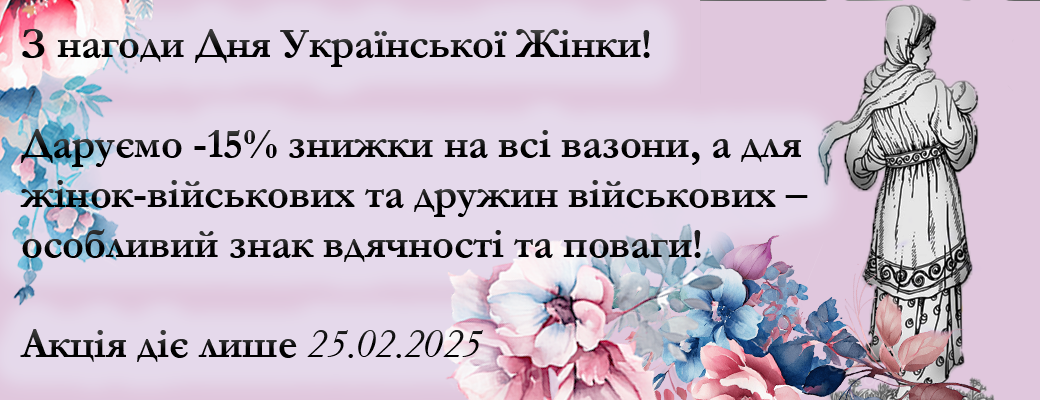 З нагоди Дня Української Жінки!
Даруємо -15% знижки на всі вазони, а для
жінок-військових та дружин військових –
особливий знак вдячності та поваги!
Акція діє лише 25.02.2025